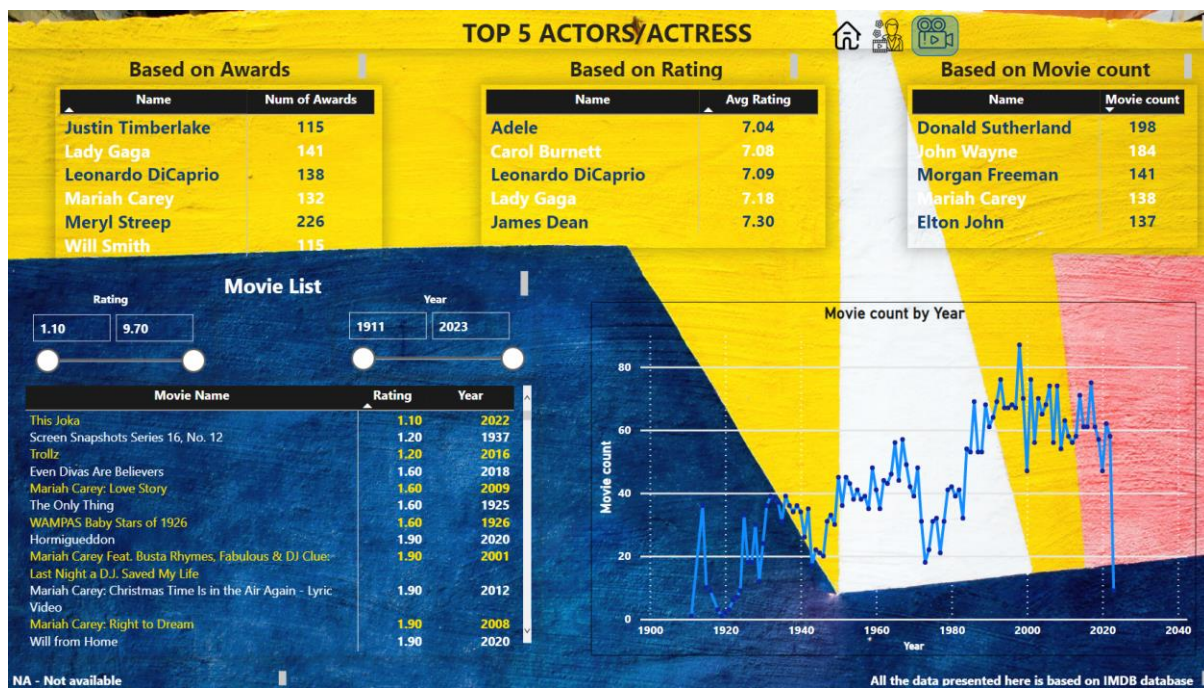 TOP 5 ACTORS/ACTRESS
Based on Awards
Name Num of Awards
Justin Timberlake 115
Lady Gaga 141
Leonardo DiCaprio 138
Mariah Carey 132
Meryl Streep 226
Will Smith 115
Based on Rating
Name Avg Rating
Adele 7.04
Carol Burnett 7.08
Leonardo DiCaprio 7.09
Lady Gaga 7.18
James Dean 7.30
Based on Movie count
Name Movie count
Donald Sutherland 198
John Wayne 184
Morgan Freeman 141
Mariah Carey 138
Elton John 137
Movie List
Rating
1.10 9.70
Year
1911 2023
Movie Name Rating Year
This Joka 1.10 2022
Screen Snapshots Series 16, No. 12 1.20 1937
Trollz 1.20 2016
Even Divas Are Believers 1.60 2018
Mariah Carey: Love Story 1.60 2009
The Only Thing 1.60 1925
WAMPAS Baby Stars of 1926 1.60 1926
Hormigueddon 1.90 2020
Mariah Carey Feat. Busta Rhymes, Fabulous & DJ Clue: 1.90 2001
Last Night a D.J. Saved My Life
Mariah Carey: Christmas Time Is in the Air Again - Lyric 1.90 2012
Video
Mariah Carey: Right to Dream 1.90 2008
Will from Home 1.90 2020
Movie count by Year
Movie count
80
60
40
20
0
1900 1920 1940 1960 1980 2000 2020 2040
Year
NA - Not available
All the data presented here is based on IMDB database